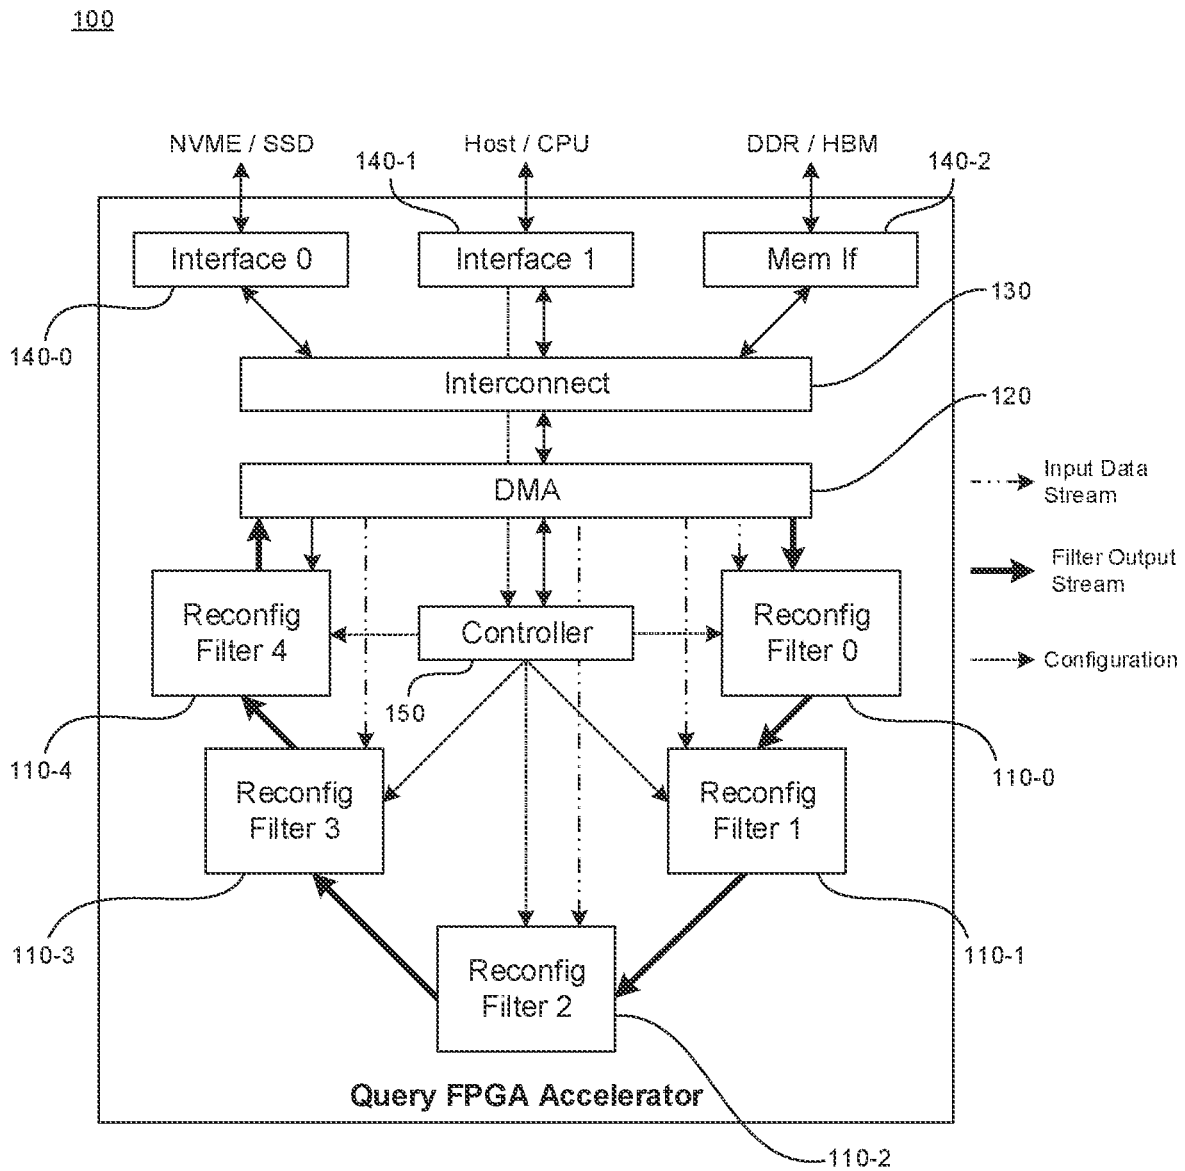 100
NVME / SSD
Host / CPU
DDR / HBM
140-1
140-2
Interface 0
Interface 1
Mem If
130
140-0
Interconnect
120
DMA
Input Data
Stream
Filter Output
Stream
Configuration
Reconfig
Filter 4
Controller
Reconfig
Filter 0
150
110-4
110-0
Reconfig
Filter 3
Reconfig
Filter 1
110-3
110-1
Reconfig
Filter 2
Query FPGA Accelerator
110-2